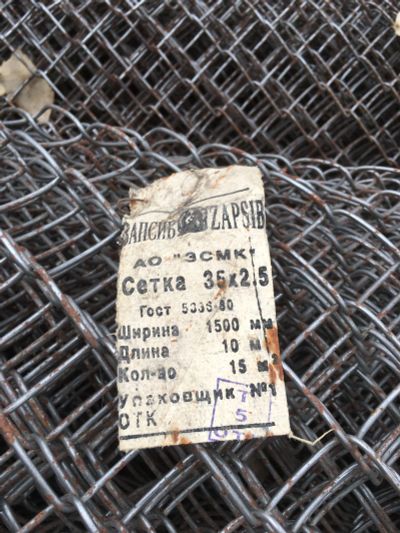 ЗАПСИБ ZAPSIB
АО "ЗСМК"
Сетка 35х2.5
Гост 5336-80
Ширина 1500 мм
Длина 10 м
Кол-во 15 м²
Упаковщик №1
ОТК
Т
5